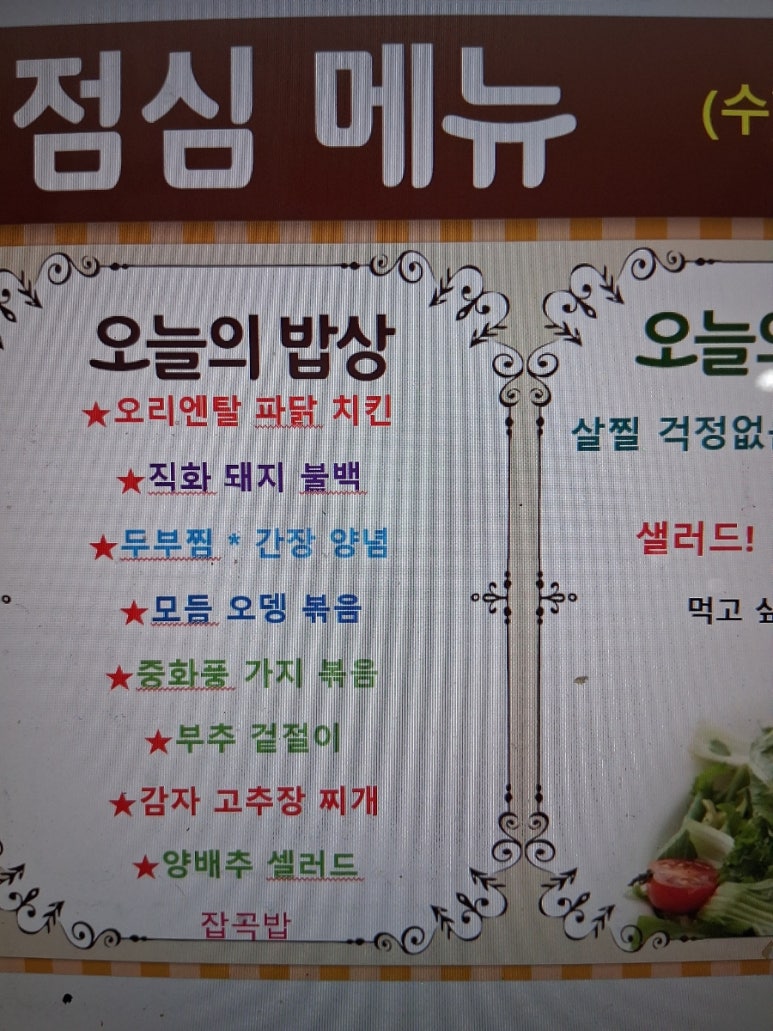 점심 메뉴 (수
오늘의 밥상
★오리엔탈 파닭 치킨
★직화 돼지 불백
★두부찜 * 간장 양념
★모듬 오뎅 볶음
★중화풍 가지 볶음
★부추 겉절이
★감자 고추장 찌개
★양배추 셀러드
잡곡밥
오늘
살찔 걱정없는
샐러드!
먹고